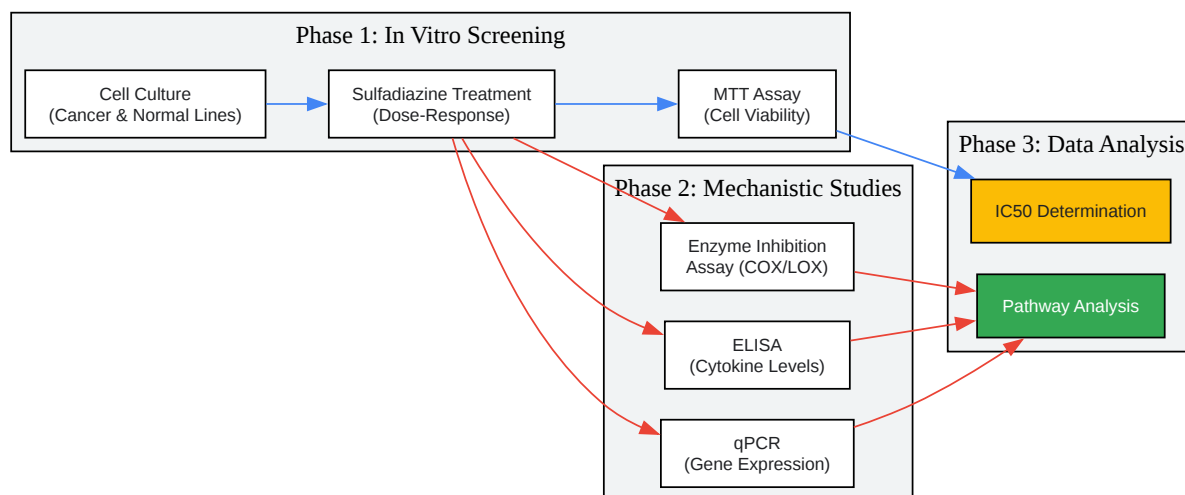 Phase 1: In Vitro Screening
Cell Culture
(Cancer & Normal Lines)
Sulfadiazine Treatment
(Dose-Response)
MTT Assay
(Cell Viability)
Phase 2: Mechanistic Studies
Enzyme Inhibition
Assay (COX/LOX)
ELISA
(Cytokine Levels)
qPCR
(Gene Expression)
Phase 3: Data Analysis
IC50 Determination
Pathway Analysis